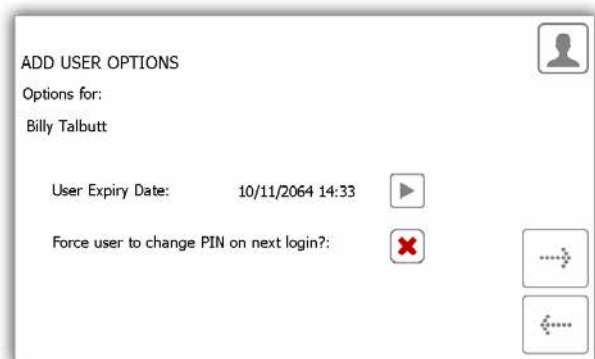 ADD USER OPTIONS
Options for:
Billy Talbutt
User Expiry Date: 10/11/2064 14:33
Force user to change PIN on next login?: